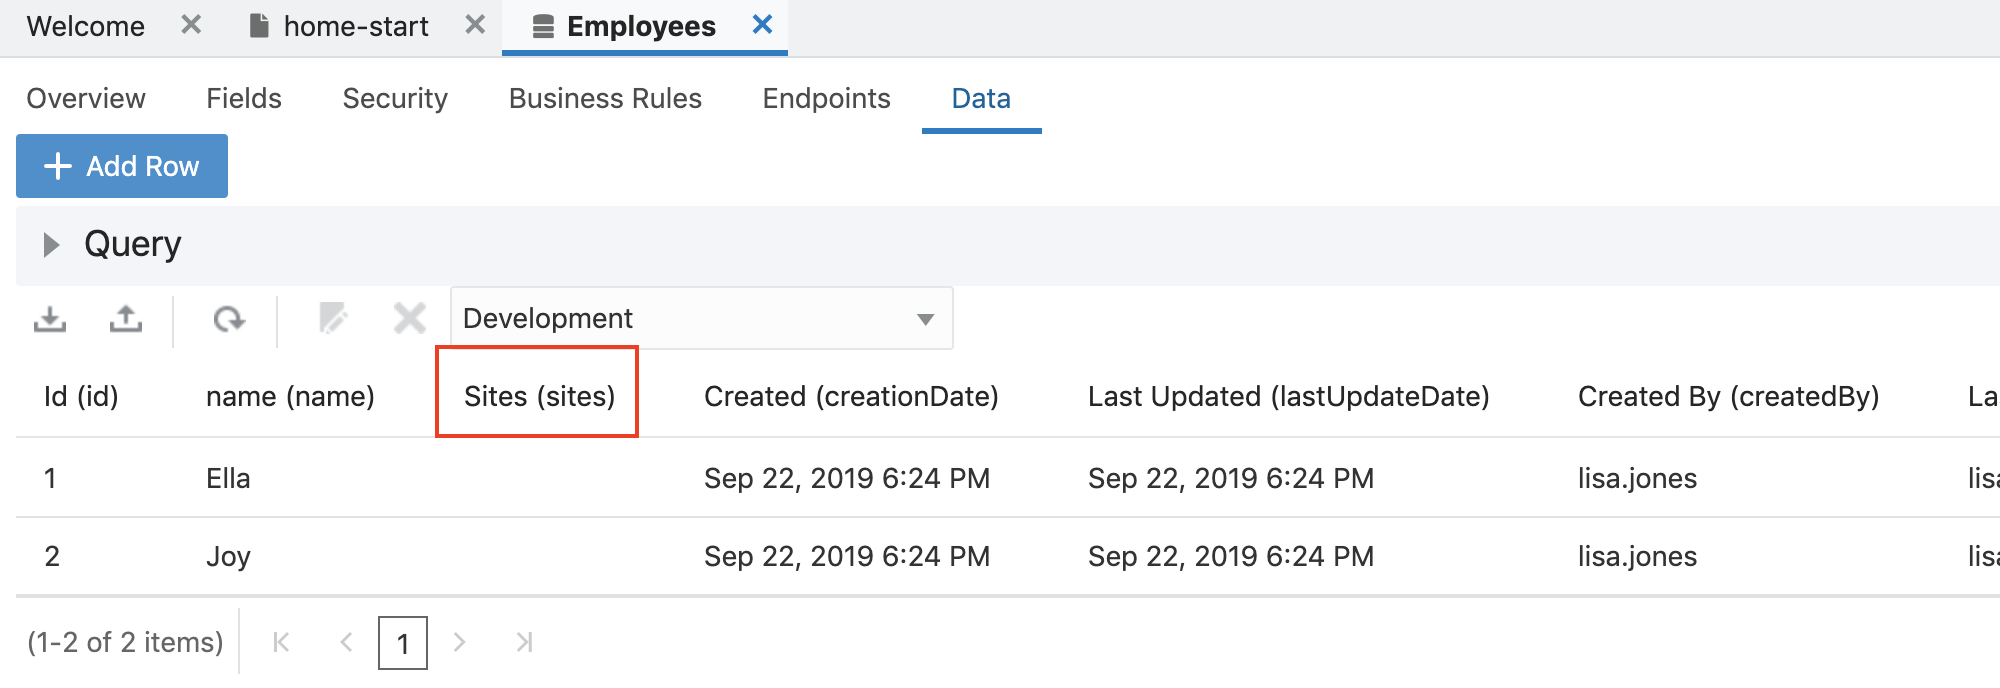 Welcome home-start Employees
Overview Fields Security Business Rules Endpoints Data
Add Row
Query
Development
Id (id) name (name) Sites (sites) Created (creationDate) Last Updated (lastUpdateDate) Created By (createdBy) La
1 Ella Sep 22, 2019 6:24 PM Sep 22, 2019 6:24 PM lisa.jones lis
2 Joy Sep 22, 2019 6:24 PM Sep 22, 2019 6:24 PM lisa.jones lis
(1-2 of 2 items) 1